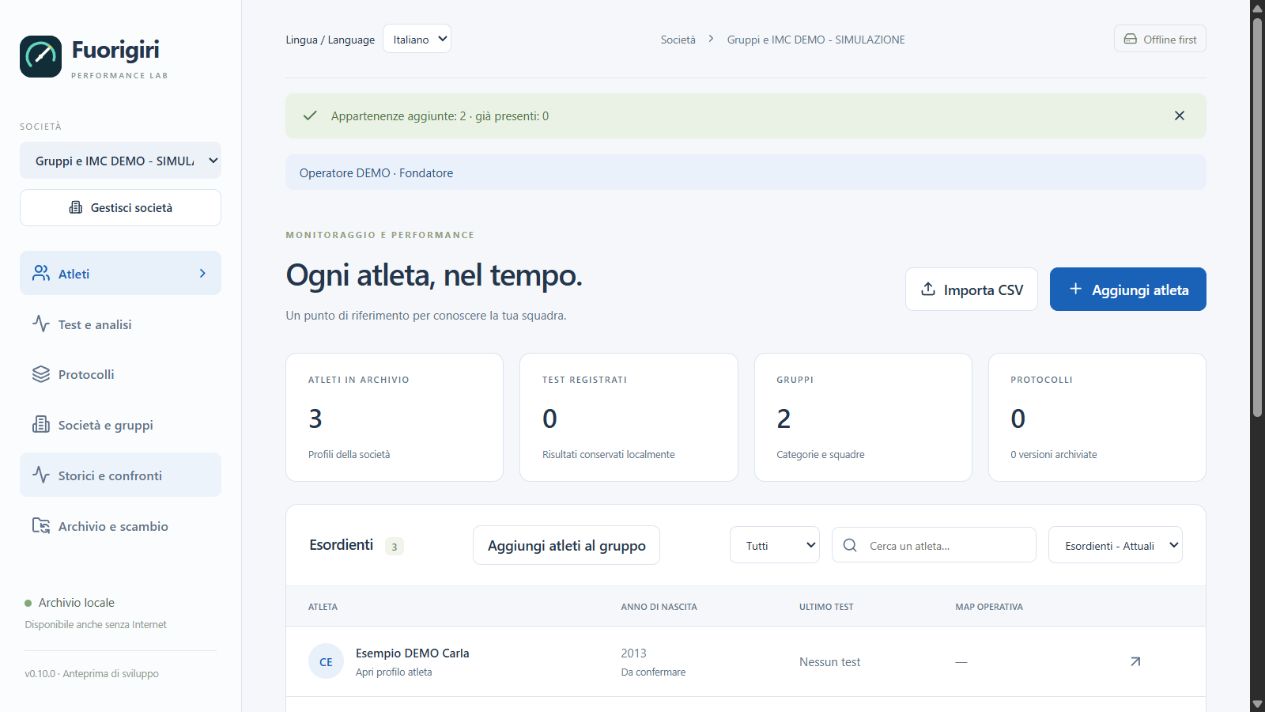 Fuorigiri
PERFORMANCE LAB
SOCIETÀ
Gruppi e IMC DEMO - SIMUL
Gestisci società
Atleti
Test e analisi
Protocolli
Società e gruppi
Storici e confronti
Archivio e scambio
Archivio locale
Disponibile anche senza Internet
v0.10.0 · Anteprima di sviluppo
Lingua / Language Italiano
Società Gruppi e IMC DEMO - SIMULAZIONE
Offline first
Appartenenze aggiunte: 2 · già presenti: 0
Operatore DEMO · Fondatore
MONITORAGGIO E PERFORMANCE
Ogni atleta, nel tempo.
Un punto di riferimento per conoscere la tua squadra.
Importa CSV
Aggiungi atleta
ATLETI IN ARCHIVIO
3
Profili della società
TEST REGISTRATI
0
Risultati conservati localmente
GRUPPI
2
Categorie e squadre
PROTOCOLLI
0
0 versioni archiviate
Esordienti 3
Aggiungi atleti al gruppo
Tutti
Cerca un atleta...
Esordienti - Attuali
ATLETA ANNO DI NASCITA ULTIMO TEST MAP OPERATIVA
CE
Esempio DEMO Carla
Apri profilo atleta
2013
Da confermare
Nessun test
—